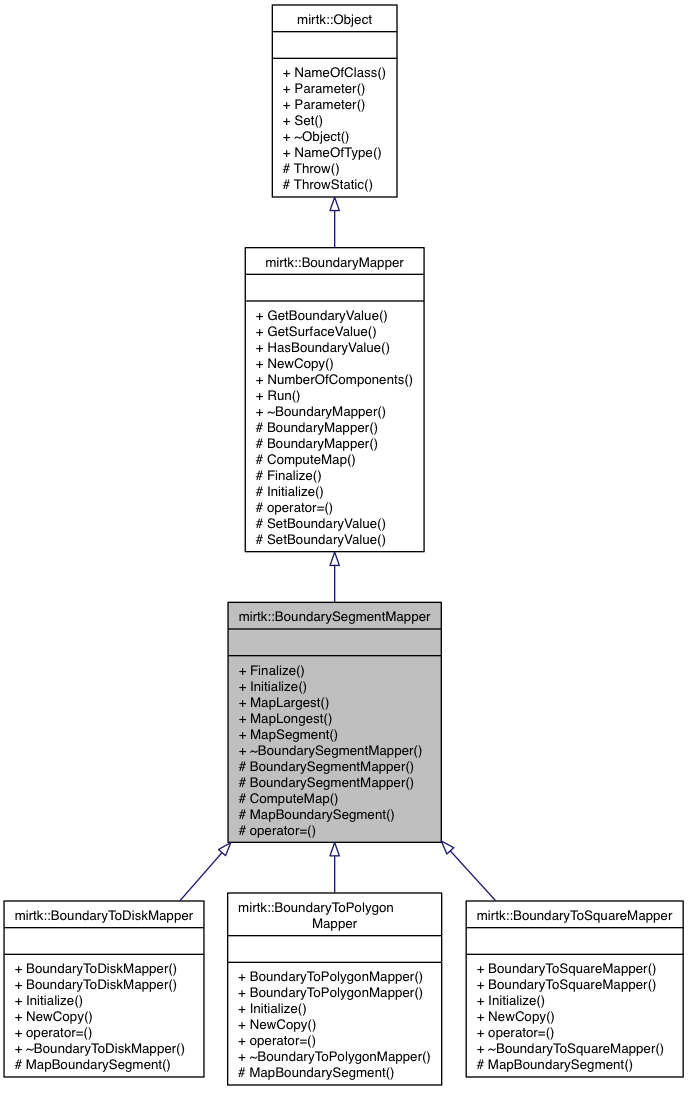 mirtk::Object
+ NameOfClass()
+ Parameter()
+ Parameter()
+ Set()
+ ~Object()
+ NameOfType()
# Throw()
# ThrowStatic()
mirtk::BoundaryMapper
+ GetBoundaryValue()
+ GetSurfaceValue()
+ HasBoundaryValue()
+ NewCopy()
+ NumberOfComponents()
+ Run()
+ ~BoundaryMapper()
# BoundaryMapper()
# BoundaryMapper()
# ComputeMap()
# Finalize()
# Initialize()
# operator=()
# SetBoundaryValue()
# SetBoundaryValue()
mirtk::BoundarySegmentMapper
+ Finalize()
+ Initialize()
+ MapLargest()
+ MapLongest()
+ MapSegment()
+ ~BoundarySegmentMapper()
# BoundarySegmentMapper()
# BoundarySegmentMapper()
# ComputeMap()
# MapBoundarySegment()
# operator=()
mirtk::BoundaryToDiskMapper
+ BoundaryToDiskMapper()
+ BoundaryToDiskMapper()
+ Initialize()
+ NewCopy()
+ operator=()
+ ~BoundaryToDiskMapper()
# MapBoundarySegment()
mirtk::BoundaryToPolygon
Mapper
+ BoundaryToPolygonMapper()
+ BoundaryToPolygonMapper()
+ Initialize()
+ NewCopy()
+ operator=()
+ ~BoundaryToPolygonMapper()
# MapBoundarySegment()
mirtk::BoundaryToSquareMapper
+ BoundaryToSquareMapper()
+ BoundaryToSquareMapper()
+ Initialize()
+ NewCopy()
+ operator=()
+ ~BoundaryToSquareMapper()
# MapBoundarySegment()